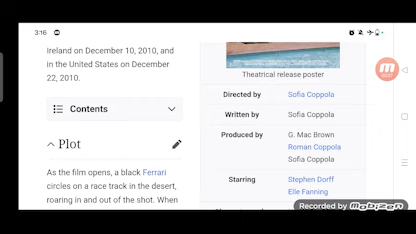 3:16
Ireland on December 10, 2010, and
in the United States on December
22, 2010.
Contents
Plot
As the film opens, a black Ferrari
circles on a race track in the desert,
roaring in and out of the shot. When
Theatrical release poster
Directed by Sofia Coppola
Written by Sofia Coppola
Produced by G. Mac Brown
Roman Coppola
Sofia Coppola
Starring Stephen Dorff
Elle Fanning
Recorded by Mobizen